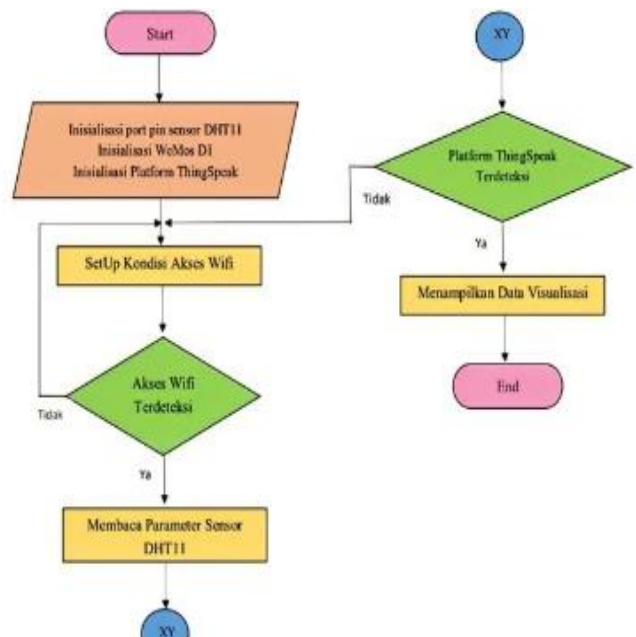 Start
Inisialisasi port pin sensor DHT11
Inisialisasi WeMos D1
Inisialisasi Platform ThingSpeak
SetUp Kondisi Akses Wifi
Akses Wifi
Terdeteksi
Tidak
Ya
Membaca Parameter Sensor
DHT11
XY
XY
Platform ThingSpeak
Terdeteksi
Tidak
Ya
Menampilkan Data Visualisasi
End